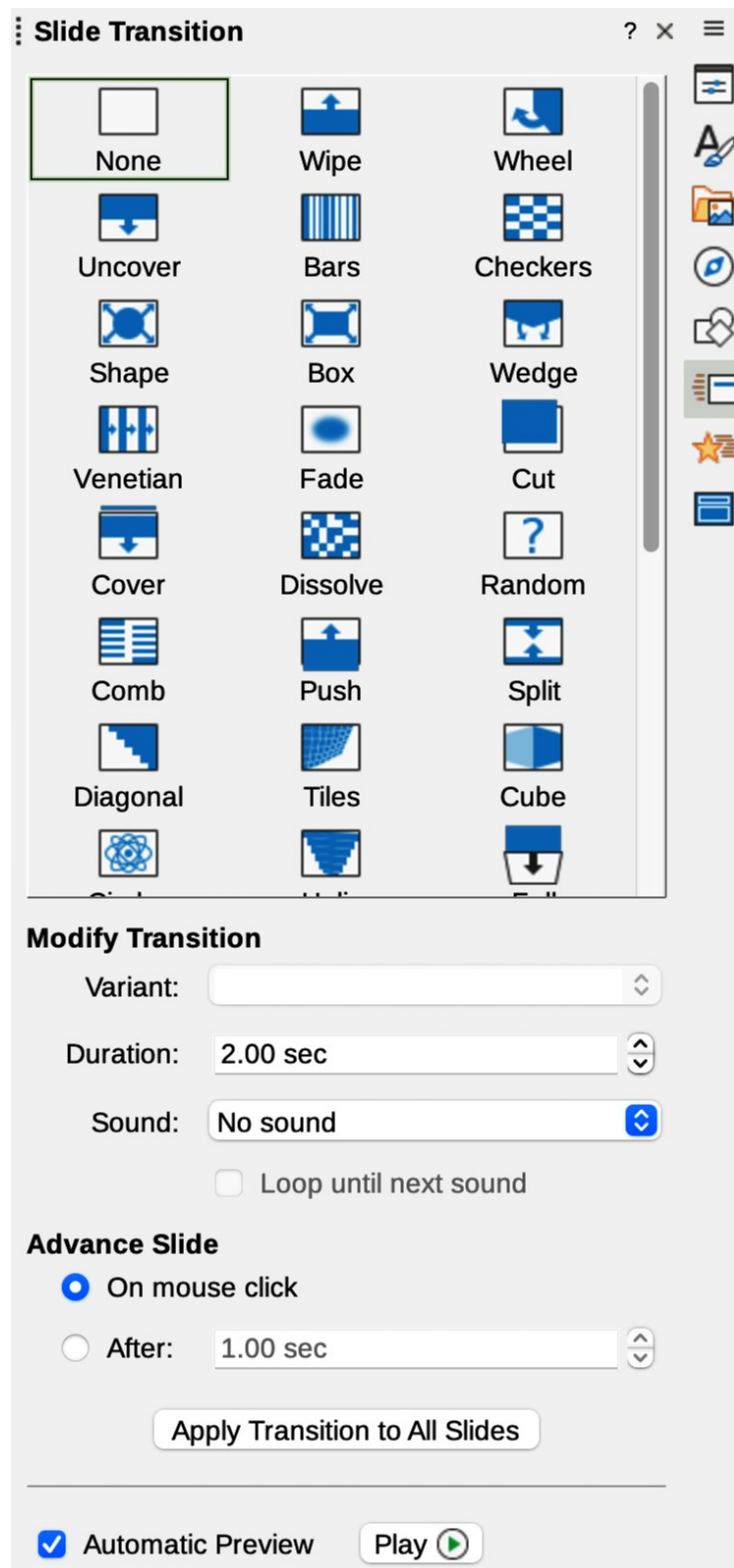 Slide Transition ?
None Wipe Wheel
Uncover Bars Checkers
Shape Box Wedge
Venetian Fade Cut
Cover Dissolve Random
Comb Push Split
Diagonal Tiles Cube
Modify Transition
Variant:
Duration: 2.00 sec
Sound: No sound
Loop until next sound
Advance Slide
On mouse click
After: 1.00 sec
Apply Transition to All Slides
Automatic Preview Play